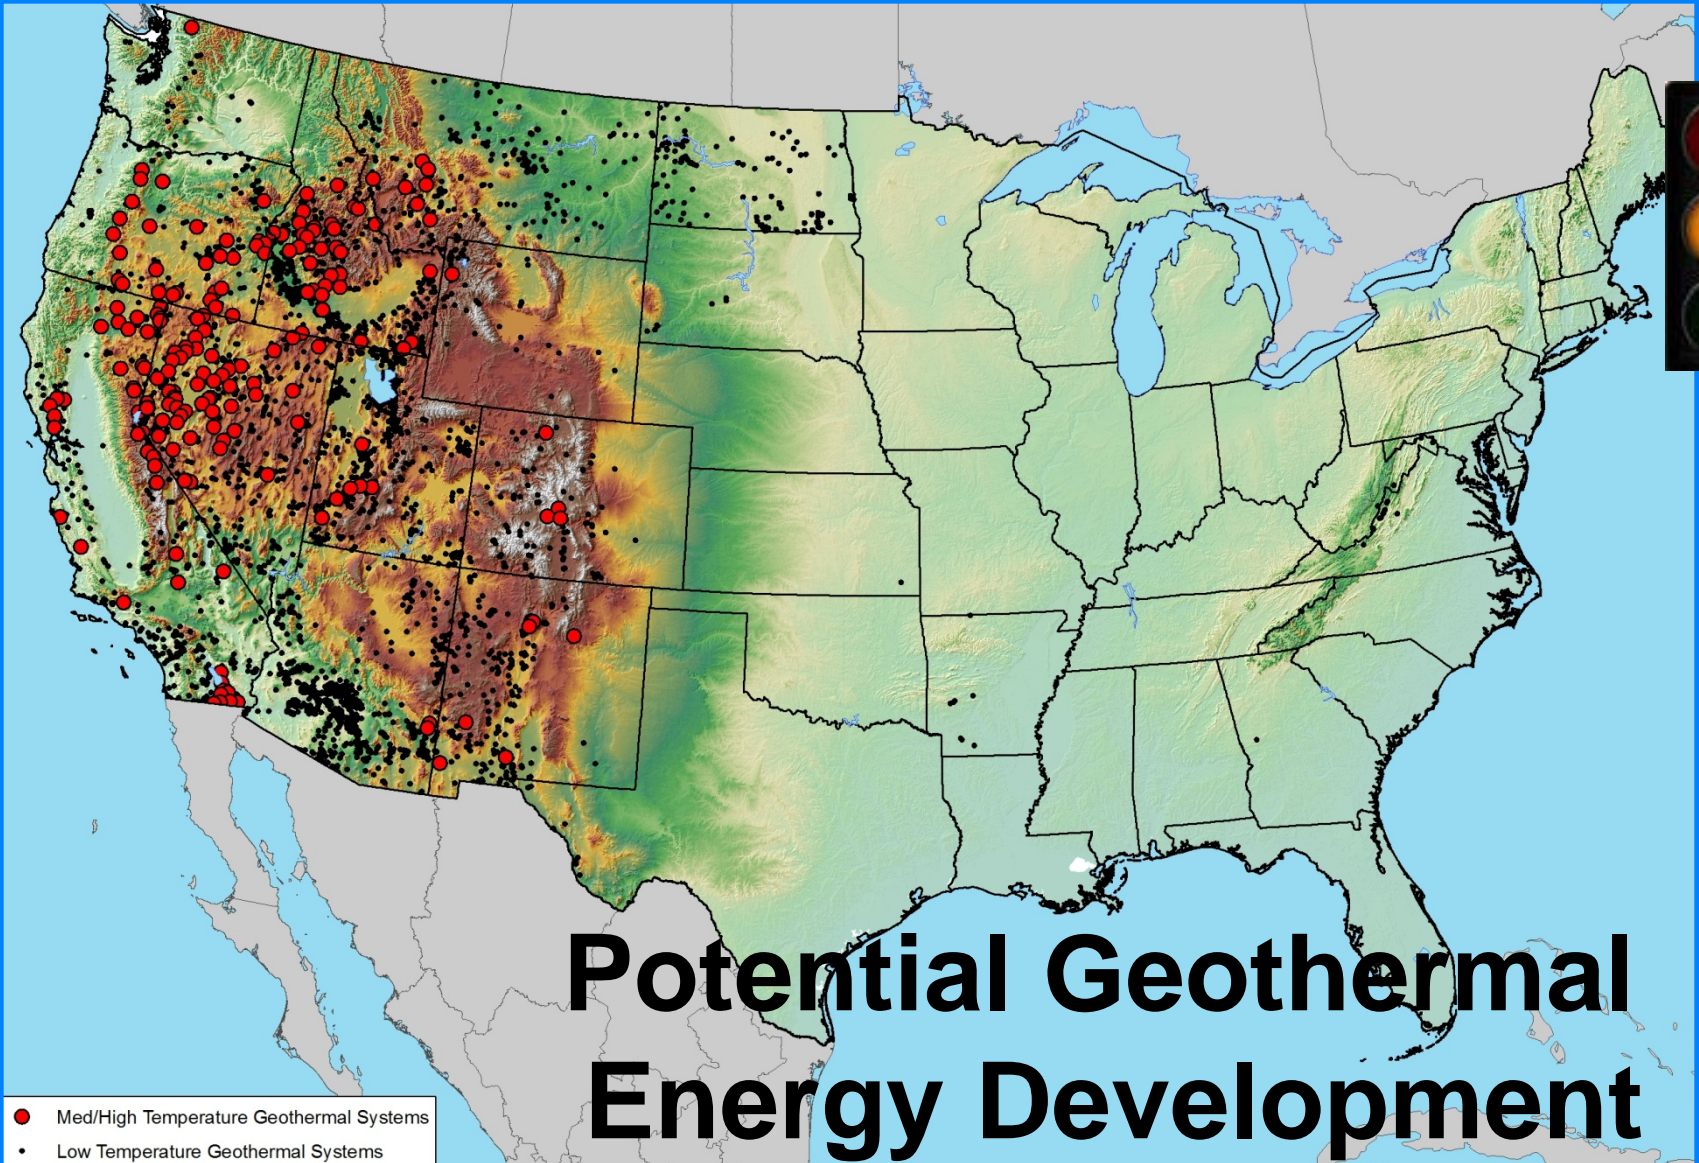 Potential Geothermal
Energy Development
Med/High Temperature Geothermal Systems
Low Temperature Geothermal Systems